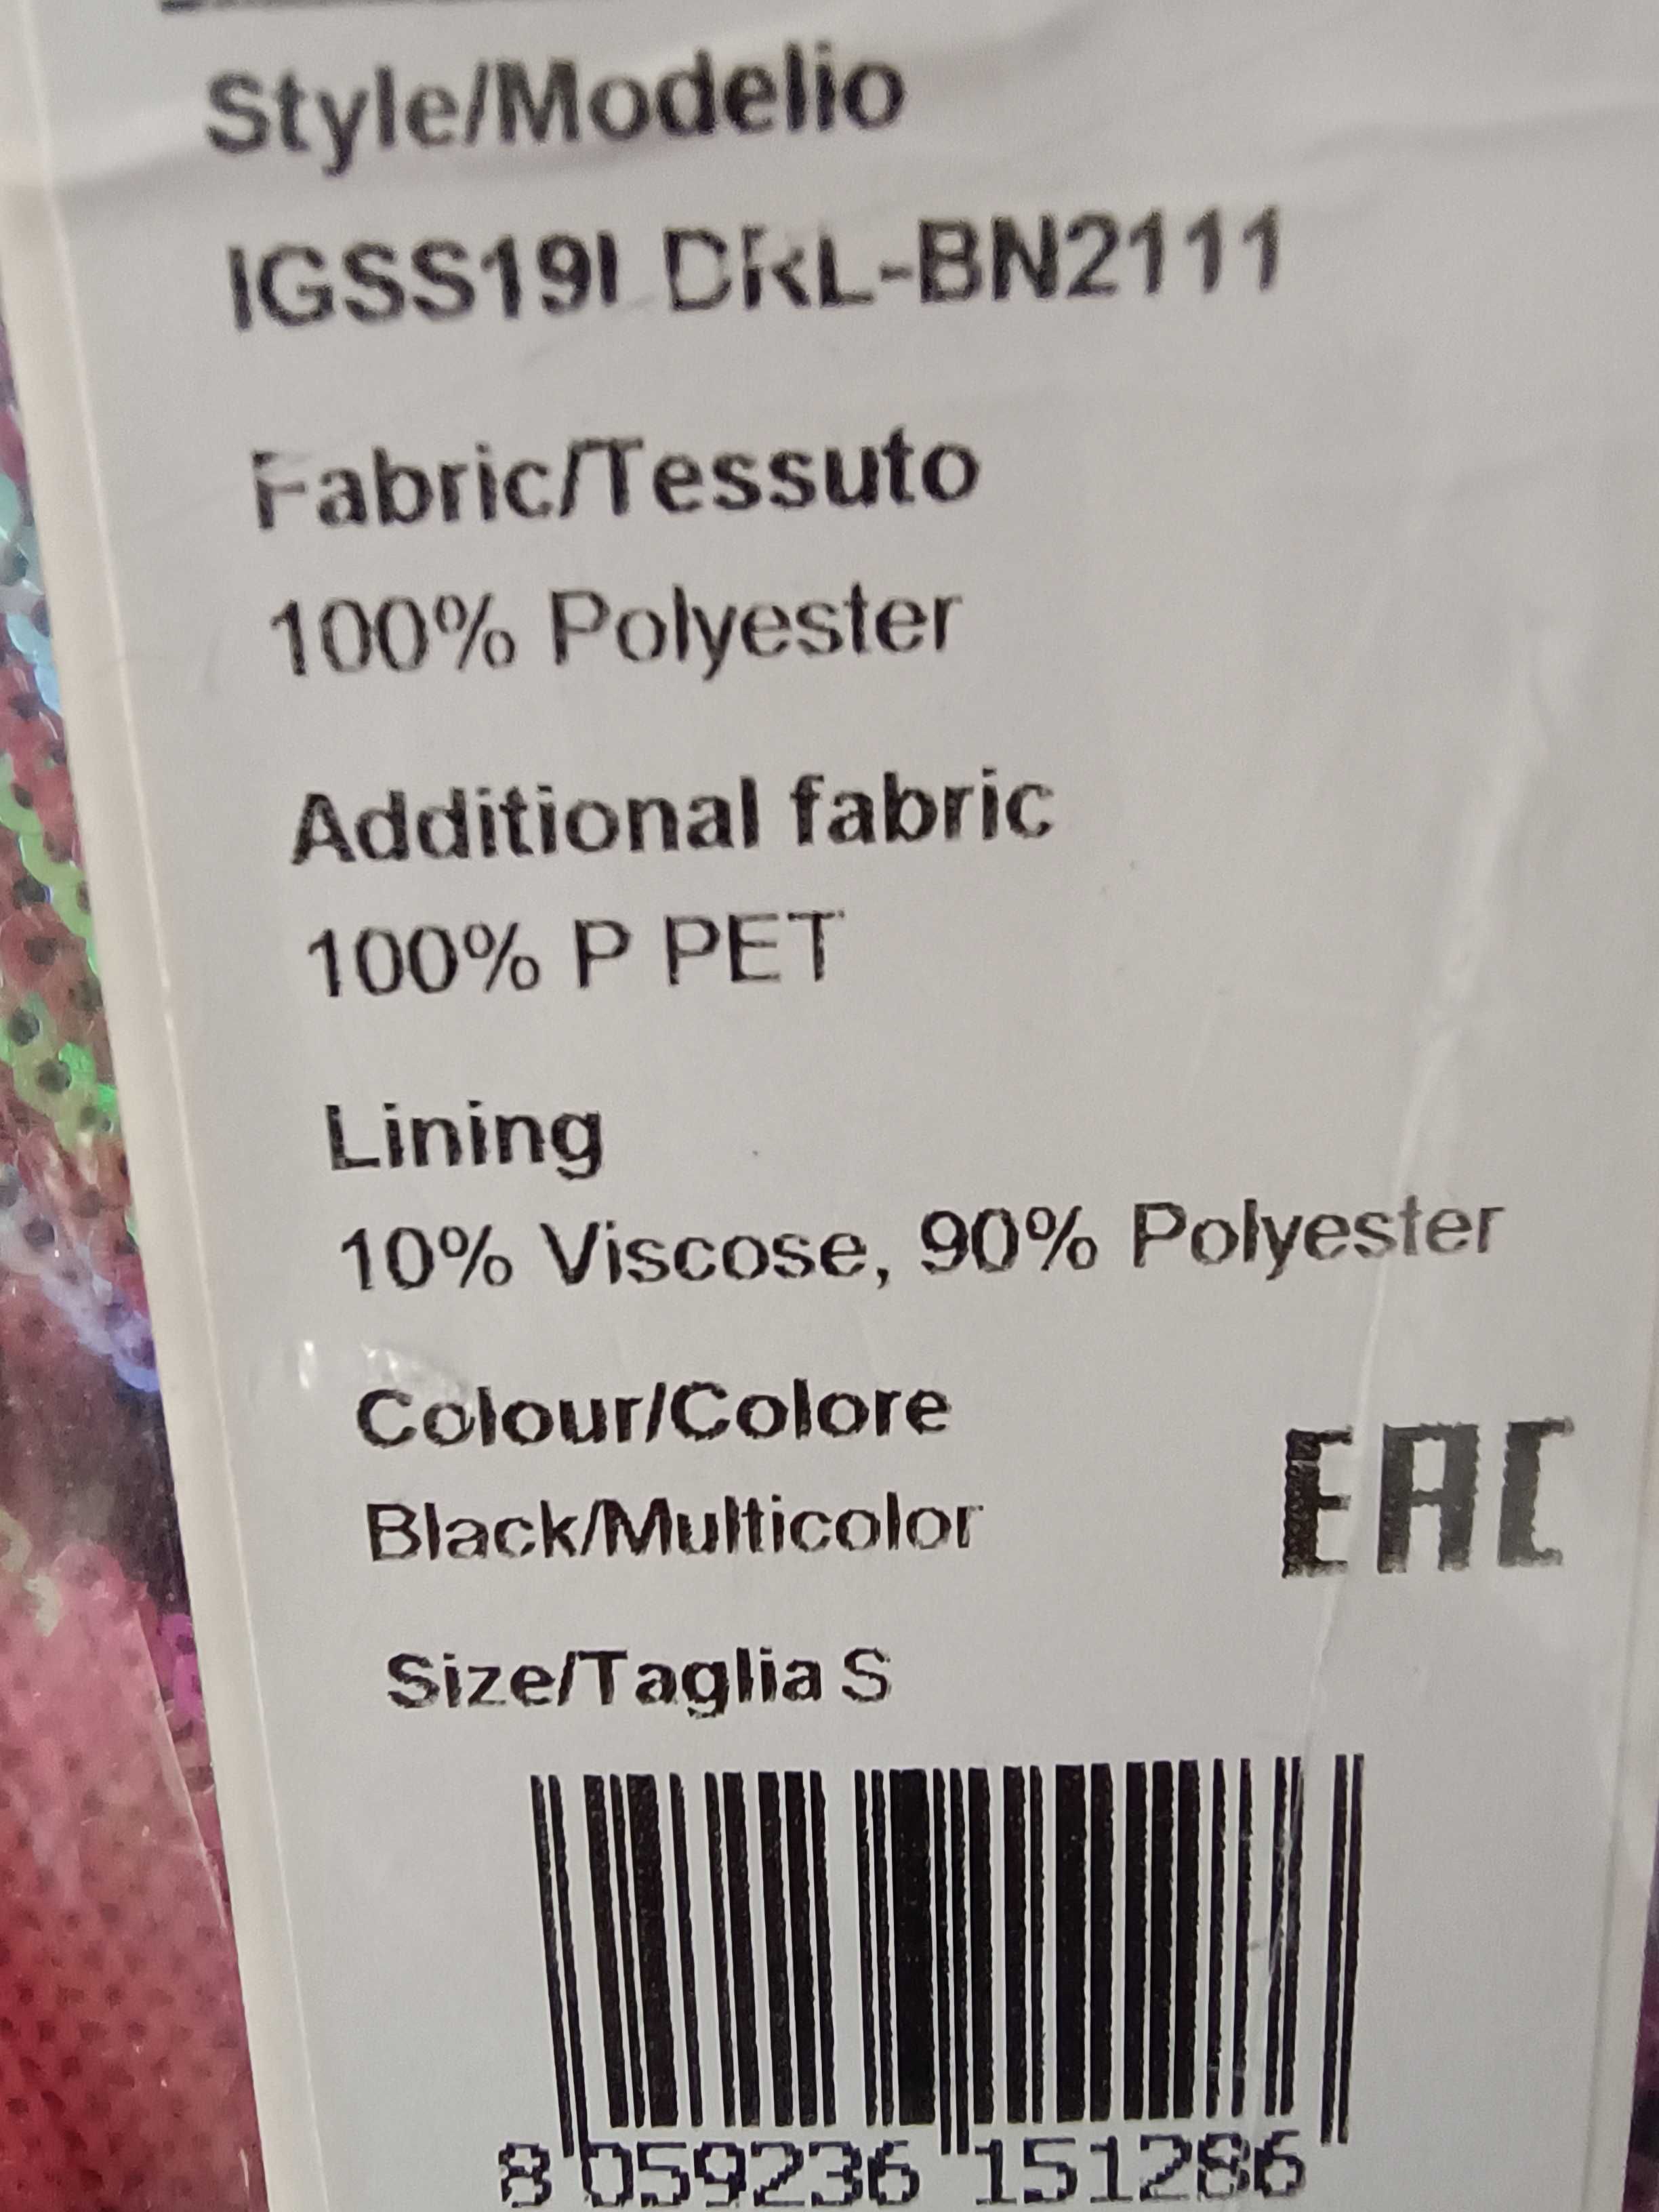 Style/Modelio
IGSS19I DRL-BN2111
Fabric/Tessuto
100% Polyester
Additional fabric
100% P PET
Lining
10% Viscose, 90% Polyester
Colour/Colore
Black/Multicolor
EAC
Size/Taglia S
8 059236 151286